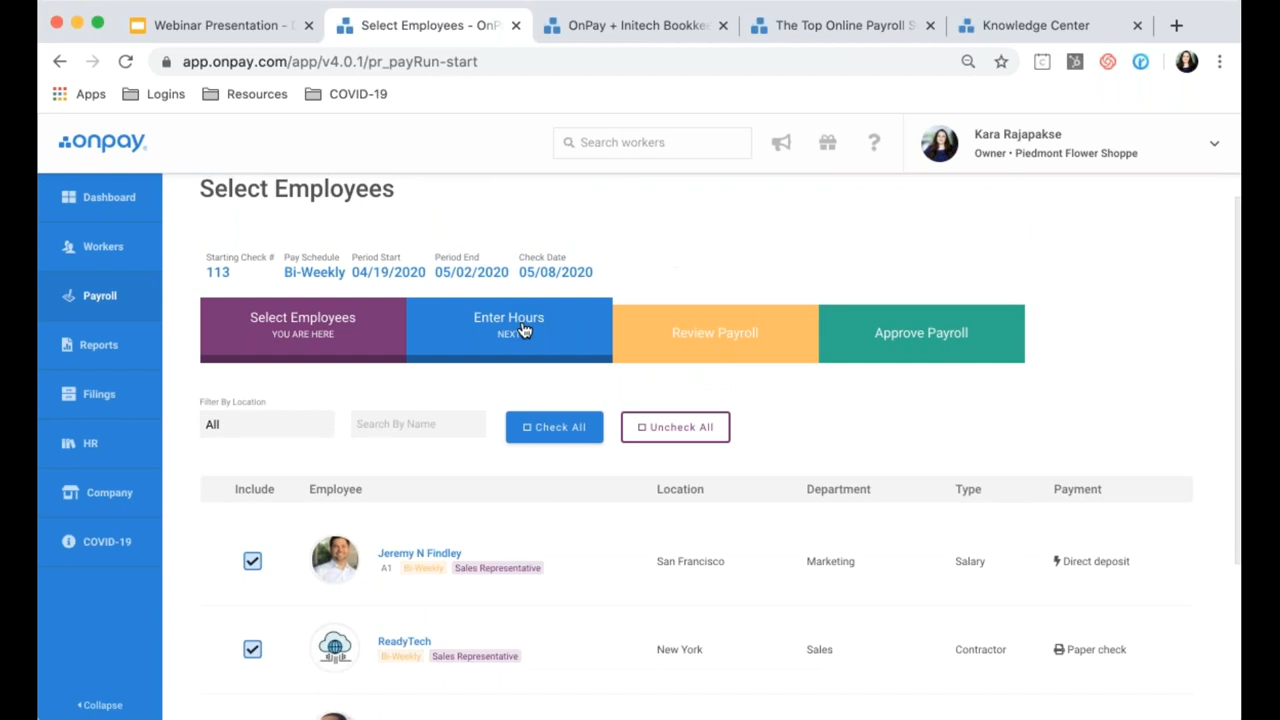 Webinar Presentation -
Select Employees - OnP
OnPay + Initech Bookke
The Top Online Payroll S
Knowledge Center
app.onpay.com/app/v4.0.1/pr_payRun-start
Apps
Logins
Resources
COVID-19
onpay
Search workers
?
Kara Rajapakse
Owner • Piedmont Flower Shoppe
Dashboard
Workers
Payroll
Reports
Filings
HR
Company
COVID-19
Collapse
Select Employees
Starting Check # Pay Schedule Period Start Period End Check Date
113 Bi-Weekly 04/19/2020 05/02/2020 05/08/2020
Select Employees
YOU ARE HERE
Enter Hours
Review Payroll
Approve Payroll
Filter By Location
All
Search By Name
Check All
Uncheck All
Include Employee Location Department Type Payment
Jeremy N Findley
A1 Bi-Weekly Sales Representative
San Francisco Marketing Salary Direct deposit
ReadyTech
Bi-Weekly Sales Representative
New York Sales Contractor Paper check